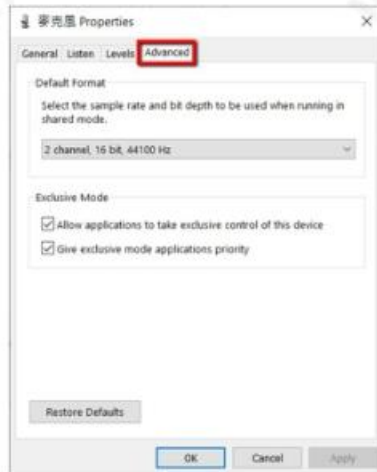 麥克風 Properties
General Listen Levels Advanced
Default Format
Select the sample rate and bit depth to be used when running in
shared mode.
2 channel, 16 bit, 44100 Hz
Exclusive Mode
Allow applications to take exclusive control of this device
Give exclusive mode applications priority
Restore Defaults
OK Cancel Apply